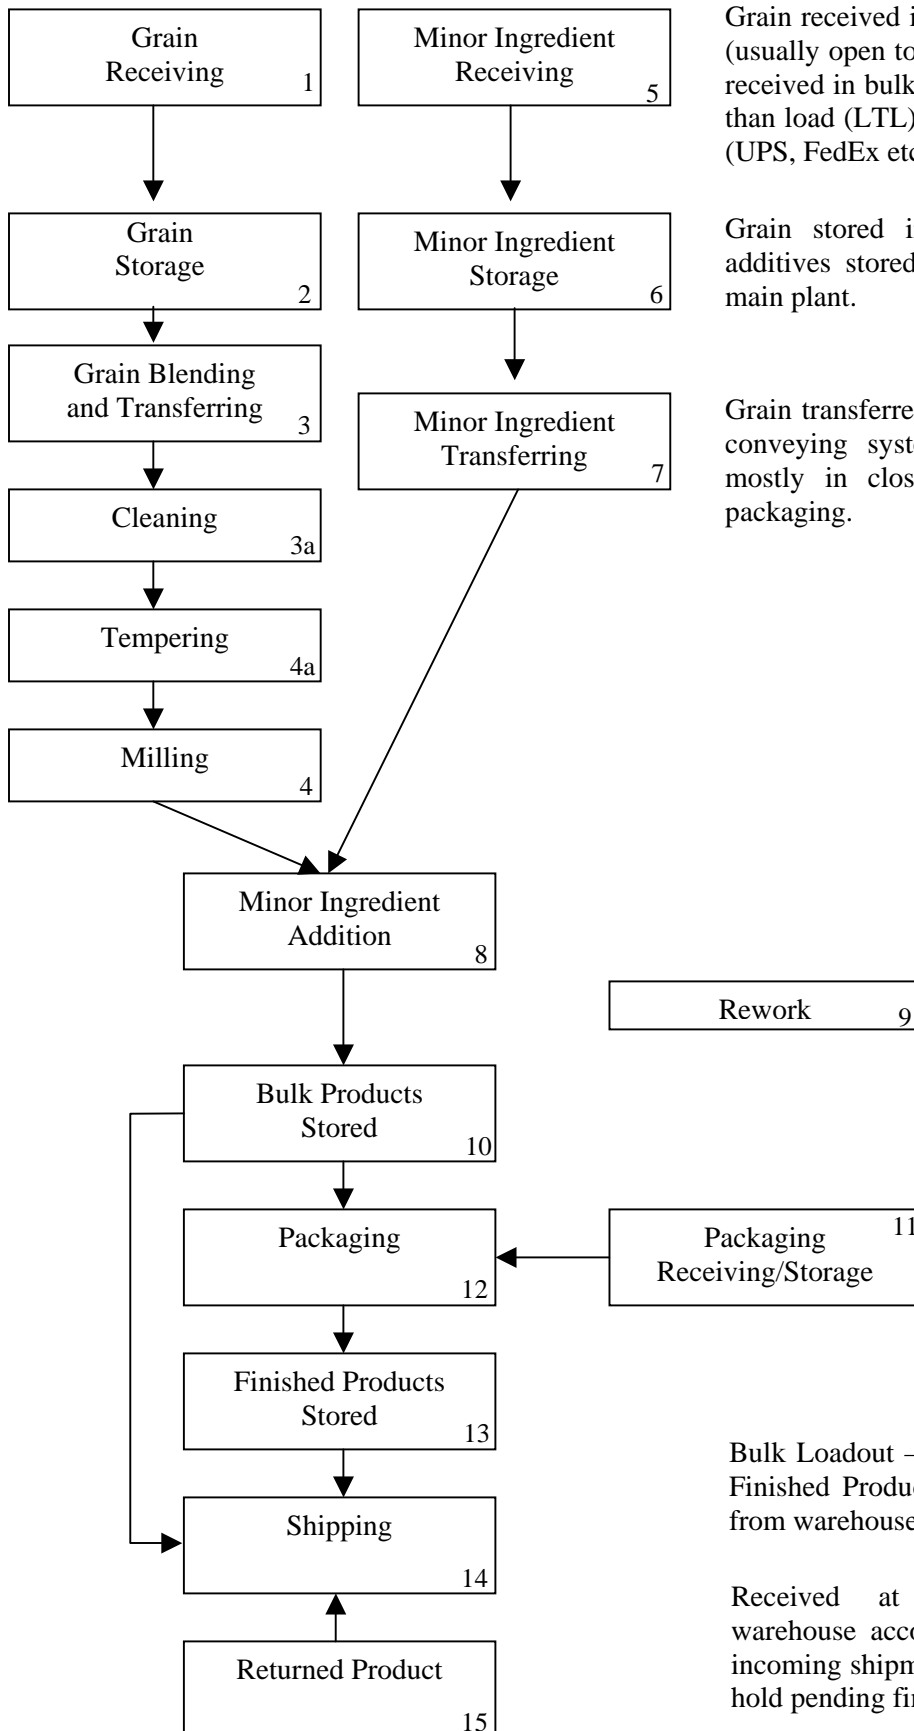 Grain
Receiving
1
Minor Ingredient
Receiving
5
Grain received i
(usually open to
received in bulk
than load (LTL)
(UPS, FedEx etc
Grain
Storage
2
Minor Ingredient
Storage
6
Grain stored i
additives stored
main plant.
Grain Blending
and Transferring
3
Minor Ingredient
Transferring
7
Grain transferre
conveying syste
mostly in clos
packaging.
Cleaning
3a
Tempering
4a
Milling
4
Minor Ingredient
Addition
8
Rework
9
Bulk Products
Stored
10
Packaging
12
Packaging
Receiving/Storage
11
Finished Products
Stored
13
Bulk Loadout –
Finished Produc
from warehouse
Shipping
14
Received at
warehouse acco
incoming shipm
hold pending fin
Returned Product
15